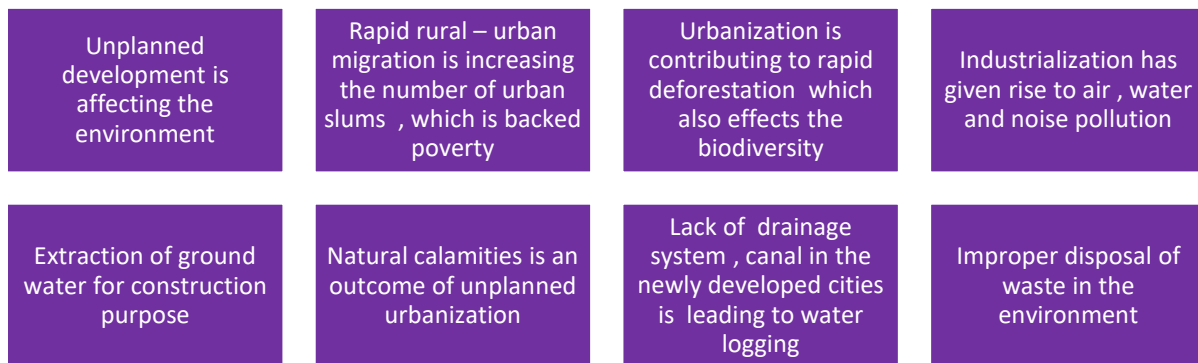 Unplanned
development is
affecting the
environment
Rapid rural – urban
migration is increasing
the number of urban
slums , which is backed
poverty
Urbanization is
contributing to rapid
deforestation which
also effects the
biodiversity
Industrialization has
given rise to air , water
and noise pollution
Extraction of ground
water for construction
purpose
Natural calamities is an
outcome of unplanned
urbanization
Lack of drainage
system , canal in the
newly developed cities
is leading to water
logging
Improper disposal of
waste in the
environment